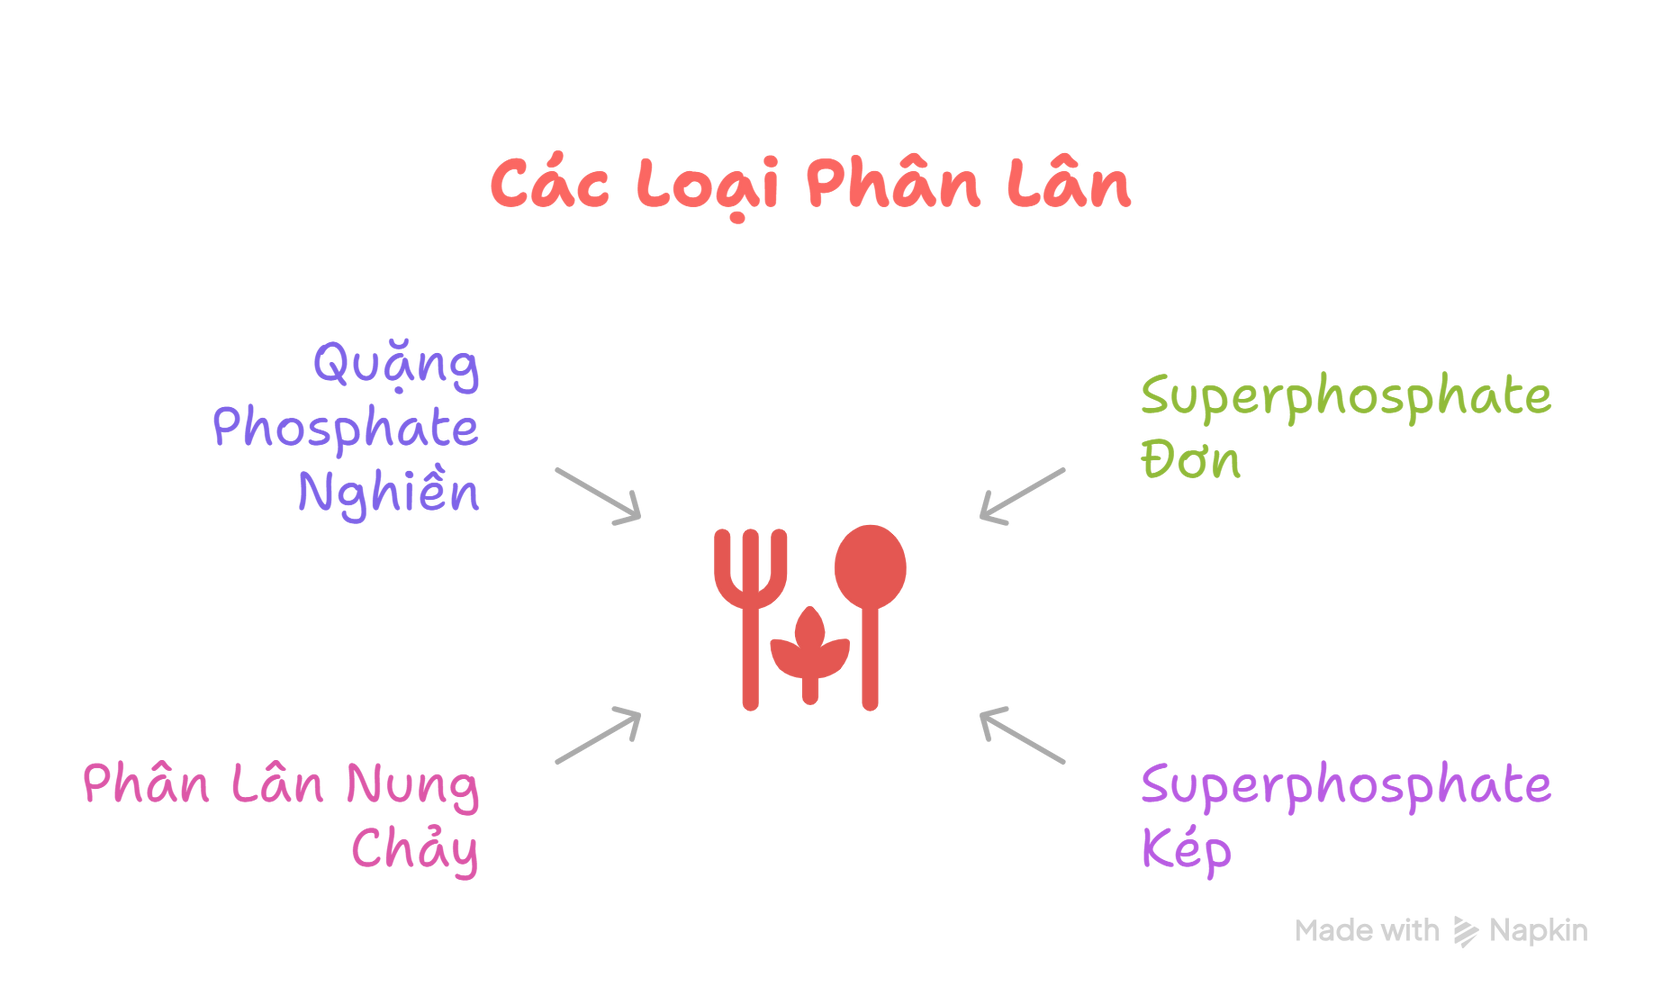 Các Loại Phân Lân
Quặng
Phosphate
Nghiền
Superphosphate
Đơn
Phân Lân Nung
Chảy
Superphosphate
Kép
Made with Napkin